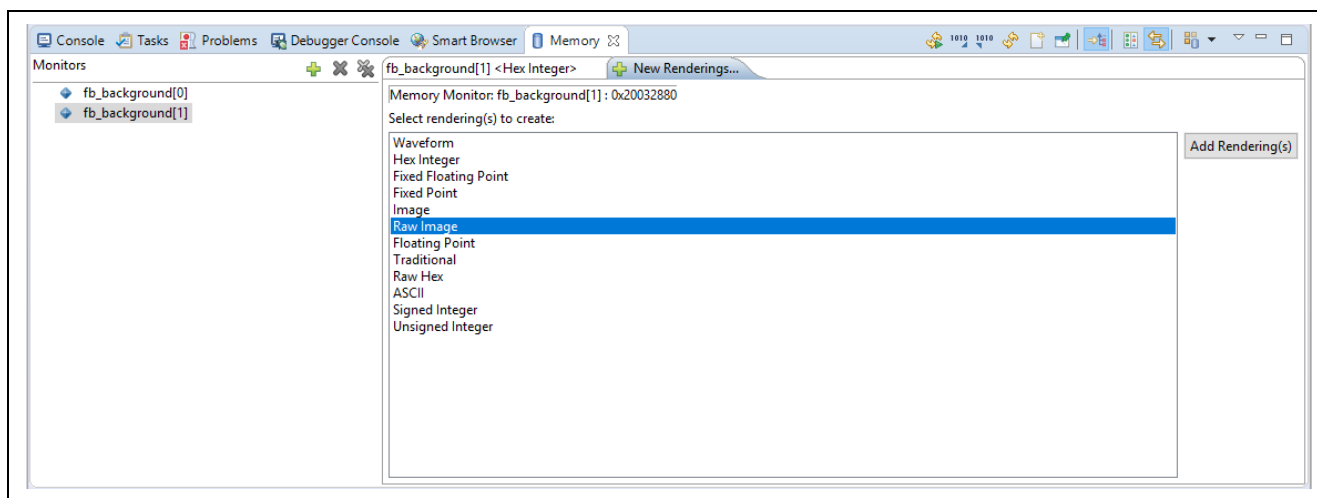 Console Tasks Problems Debugger Console Smart Browser Memory
Monitors
fb_background[0]
fb_background[1]
fb_background[1] <Hex Integer> New Renderings...
Memory Monitor: fb_background[1] : 0x20032880
Select rendering(s) to create:
Waveform
Hex Integer
Fixed Floating Point
Fixed Point
Image
Raw Image
Floating Point
Traditional
Raw Hex
ASCII
Signed Integer
Unsigned Integer
Add Rendering(s)